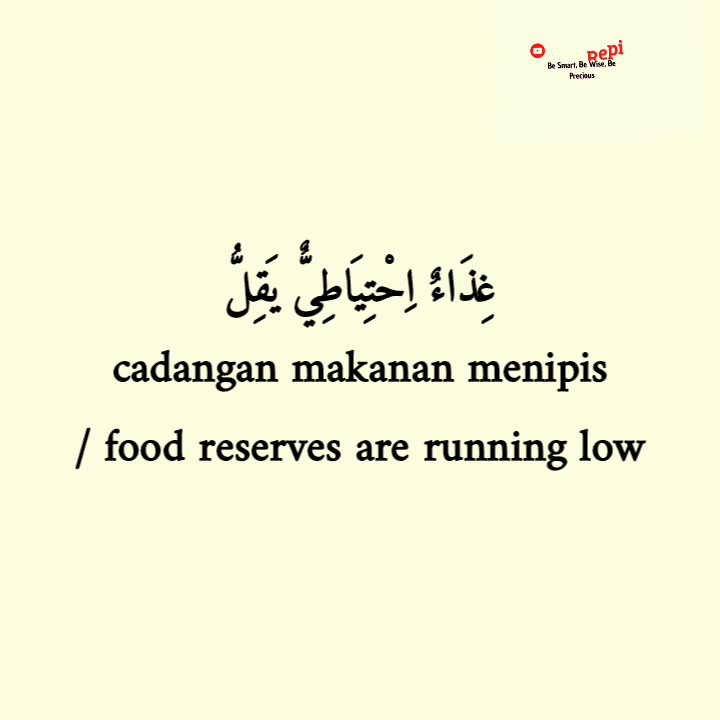 Repi
Be Smart, Be Wise, Be
Precious
غِذَاءٌ اِحْتِيَاطِيٌّ يَقِلُّ
cadangan makanan menipis
/ food reserves are running low